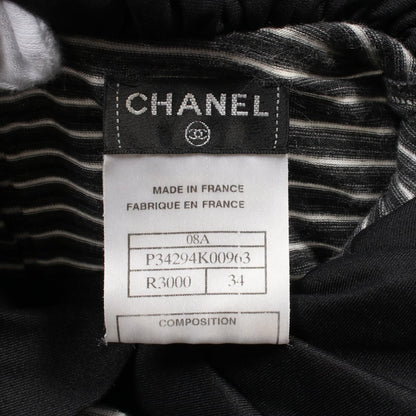 CHANEL
MADE IN FRANCE
FABRIQUE EN FRANCE
08A
P34294K00963
R3000 34
COMPOSITION